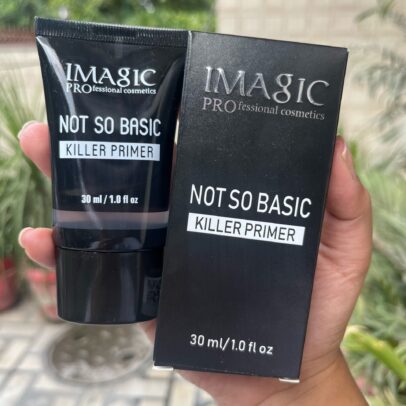 IMAGIC
PROfessional cosmetics
NOT SO BASIC
KILLER PRIMER
30 ml / 1.0 fl oz
IMAGIC
PROfessional cosmetics
NOT SO BASIC
KILLER PRIMER
30 ml/1.0 fl oz